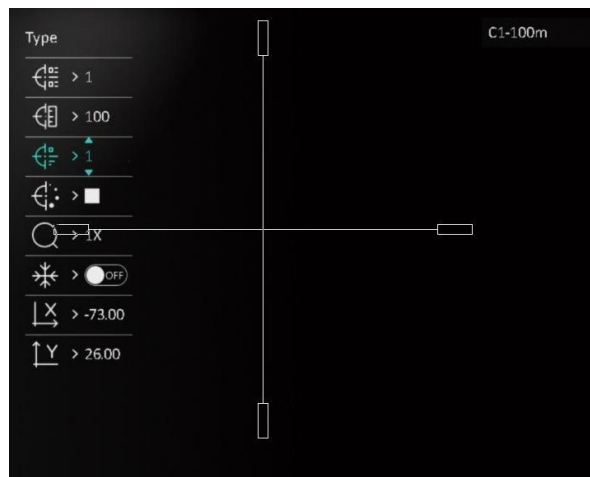 Type
C1-100m
> 1
> 100
> 1
>
> 1X
> OFF
X > -73.00
Y > 26.00